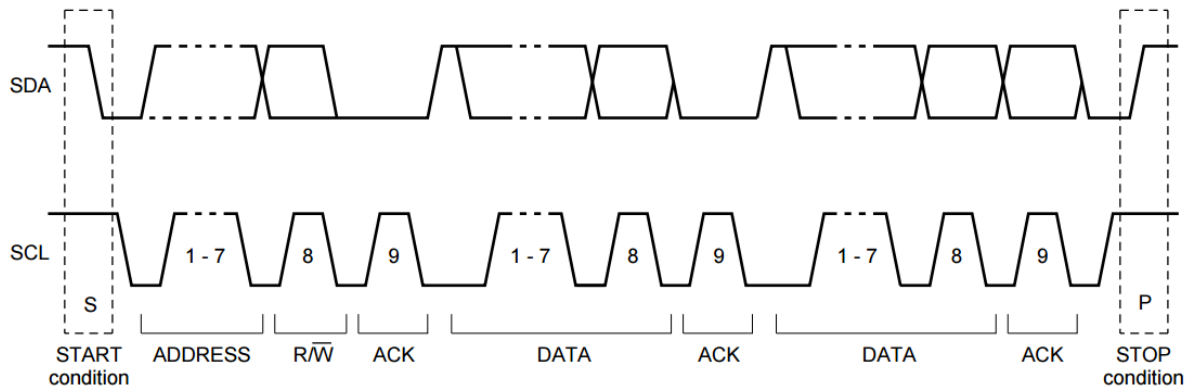 SDA
SCL
1 - 7
8
9
1 - 7
8
9
1 - 7
8
9
S
P
START
condition
ADDRESS
R/W̅
ACK
DATA
ACK
DATA
ACK
STOP
condition